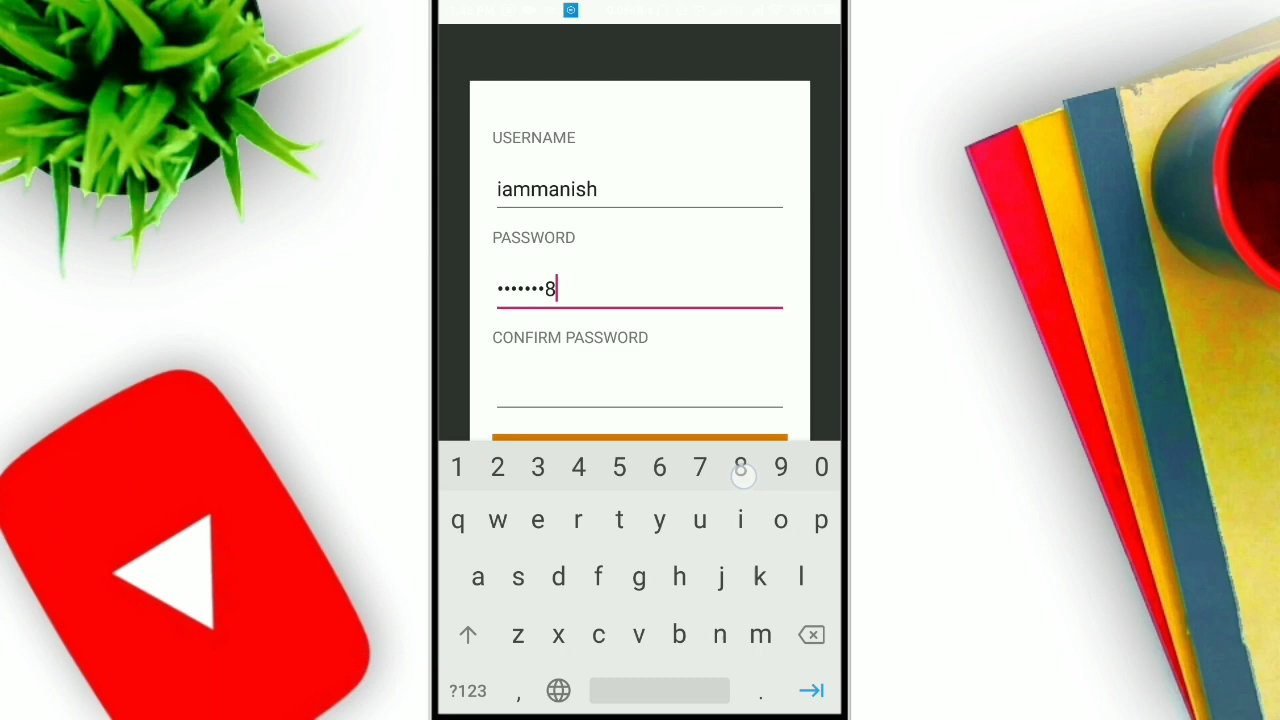 USERNAME
iammanish
PASSWORD
•••••••8
CONFIRM PASSWORD
1 2 3 4 5 6 7 8 9 0
q w e r t y u i o p
a s d f g h j k l
z x c v b n m
?123 , .